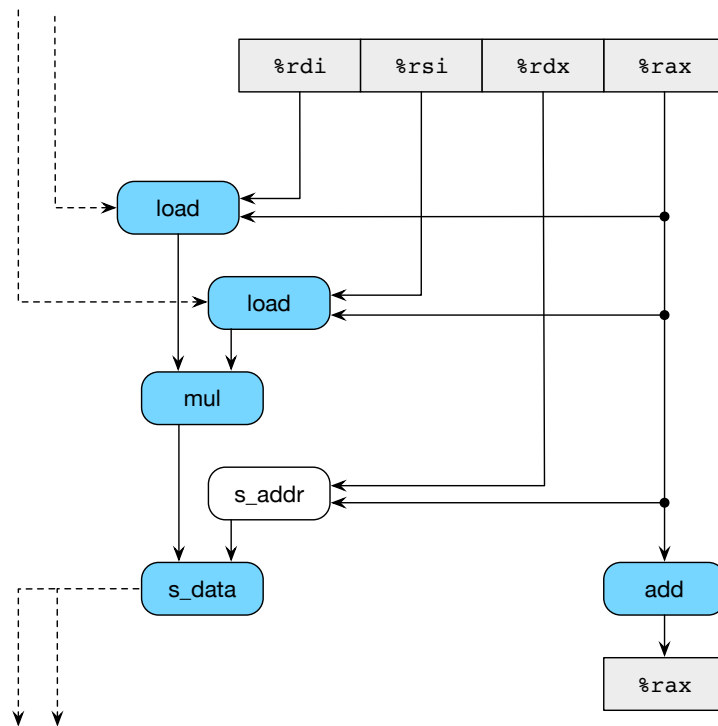 %rdi %rsi %rdx %rax
load
load
mul
s_addr
s_data add
%rax